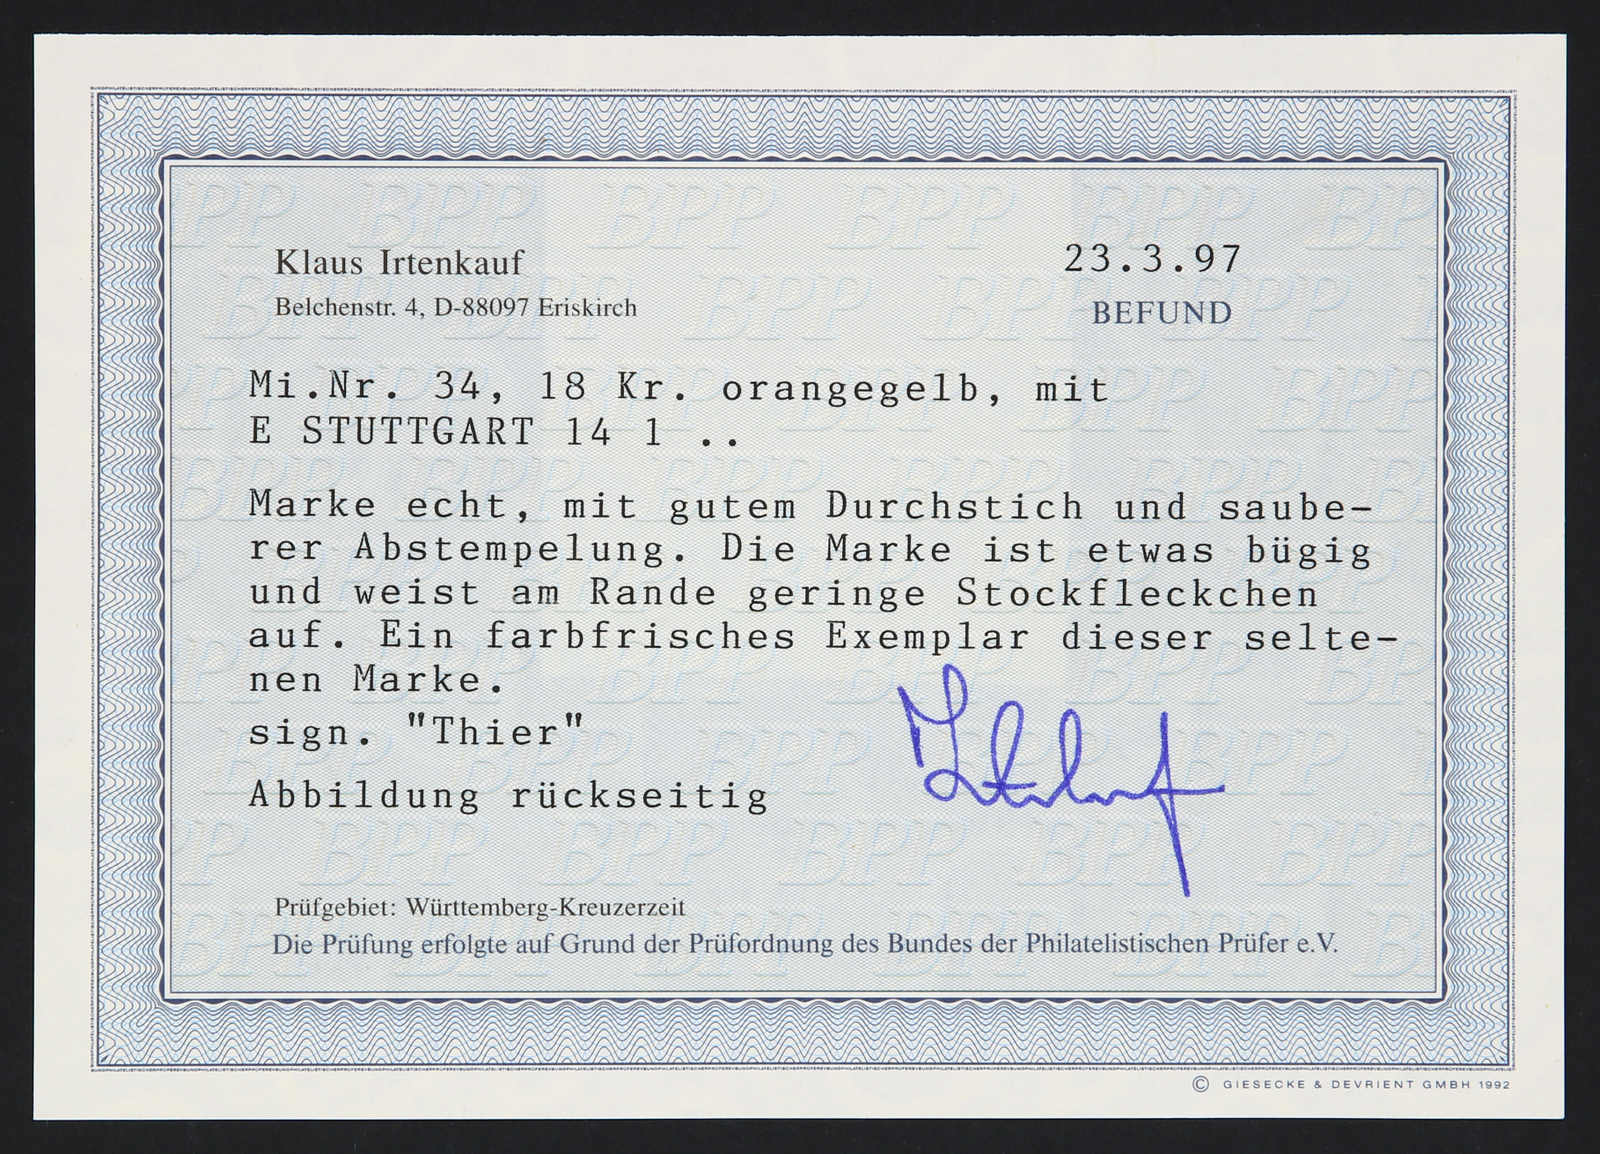 Klaus Irtenkauf
23.3.97
Belchenstr. 4, D-88097 Eriskirch
BEFUND
Mi.Nr. 34, 18 Kr. orangegelb, mit
E STUTTGART 14 1 ..
Marke echt, mit gutem Durchstich und saube-
rer Abstempelung. Die Marke ist etwas bügig
und weist am Rande geringe Stockfleckchen
auf. Ein farbfrisches Exemplar dieser selte-
nen Marke.
sign. "Thier"
Abbildung rückseitig
Prüfgebiet: Württemberg-Kreuzerzeit
Die Prüfung erfolgte auf Grund der Prüfordnung des Bundes der Philatelistischen Prüfer e.V.
© GIESECKE & DEVRIENT GMBH 1992